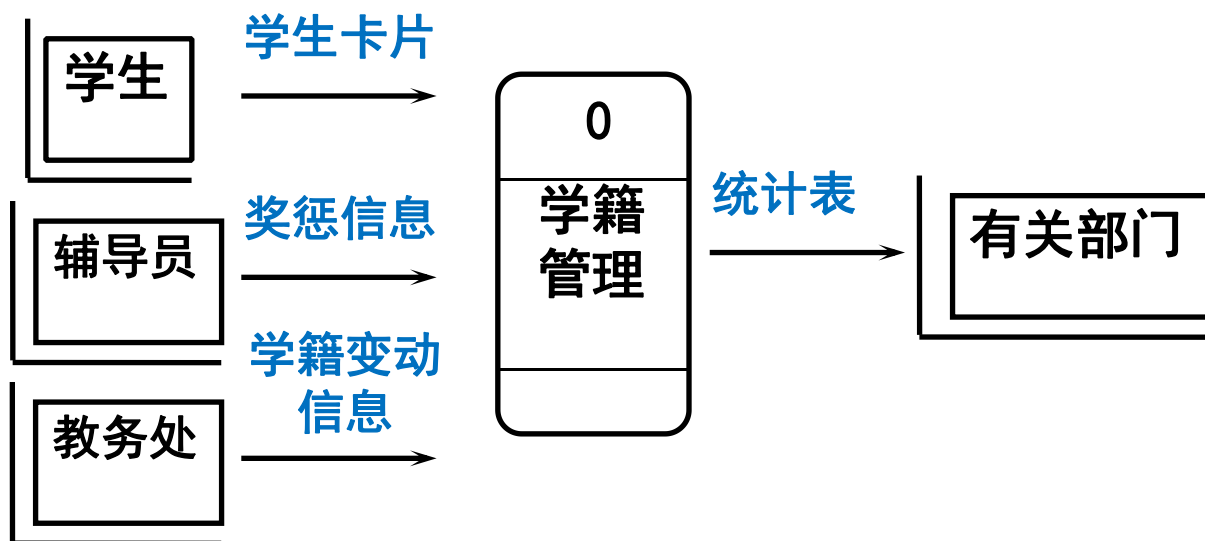 学生
学生卡片
0
学籍
管理
辅导员
奖惩信息
教务处
学籍变动
信息
统计表
有关部门